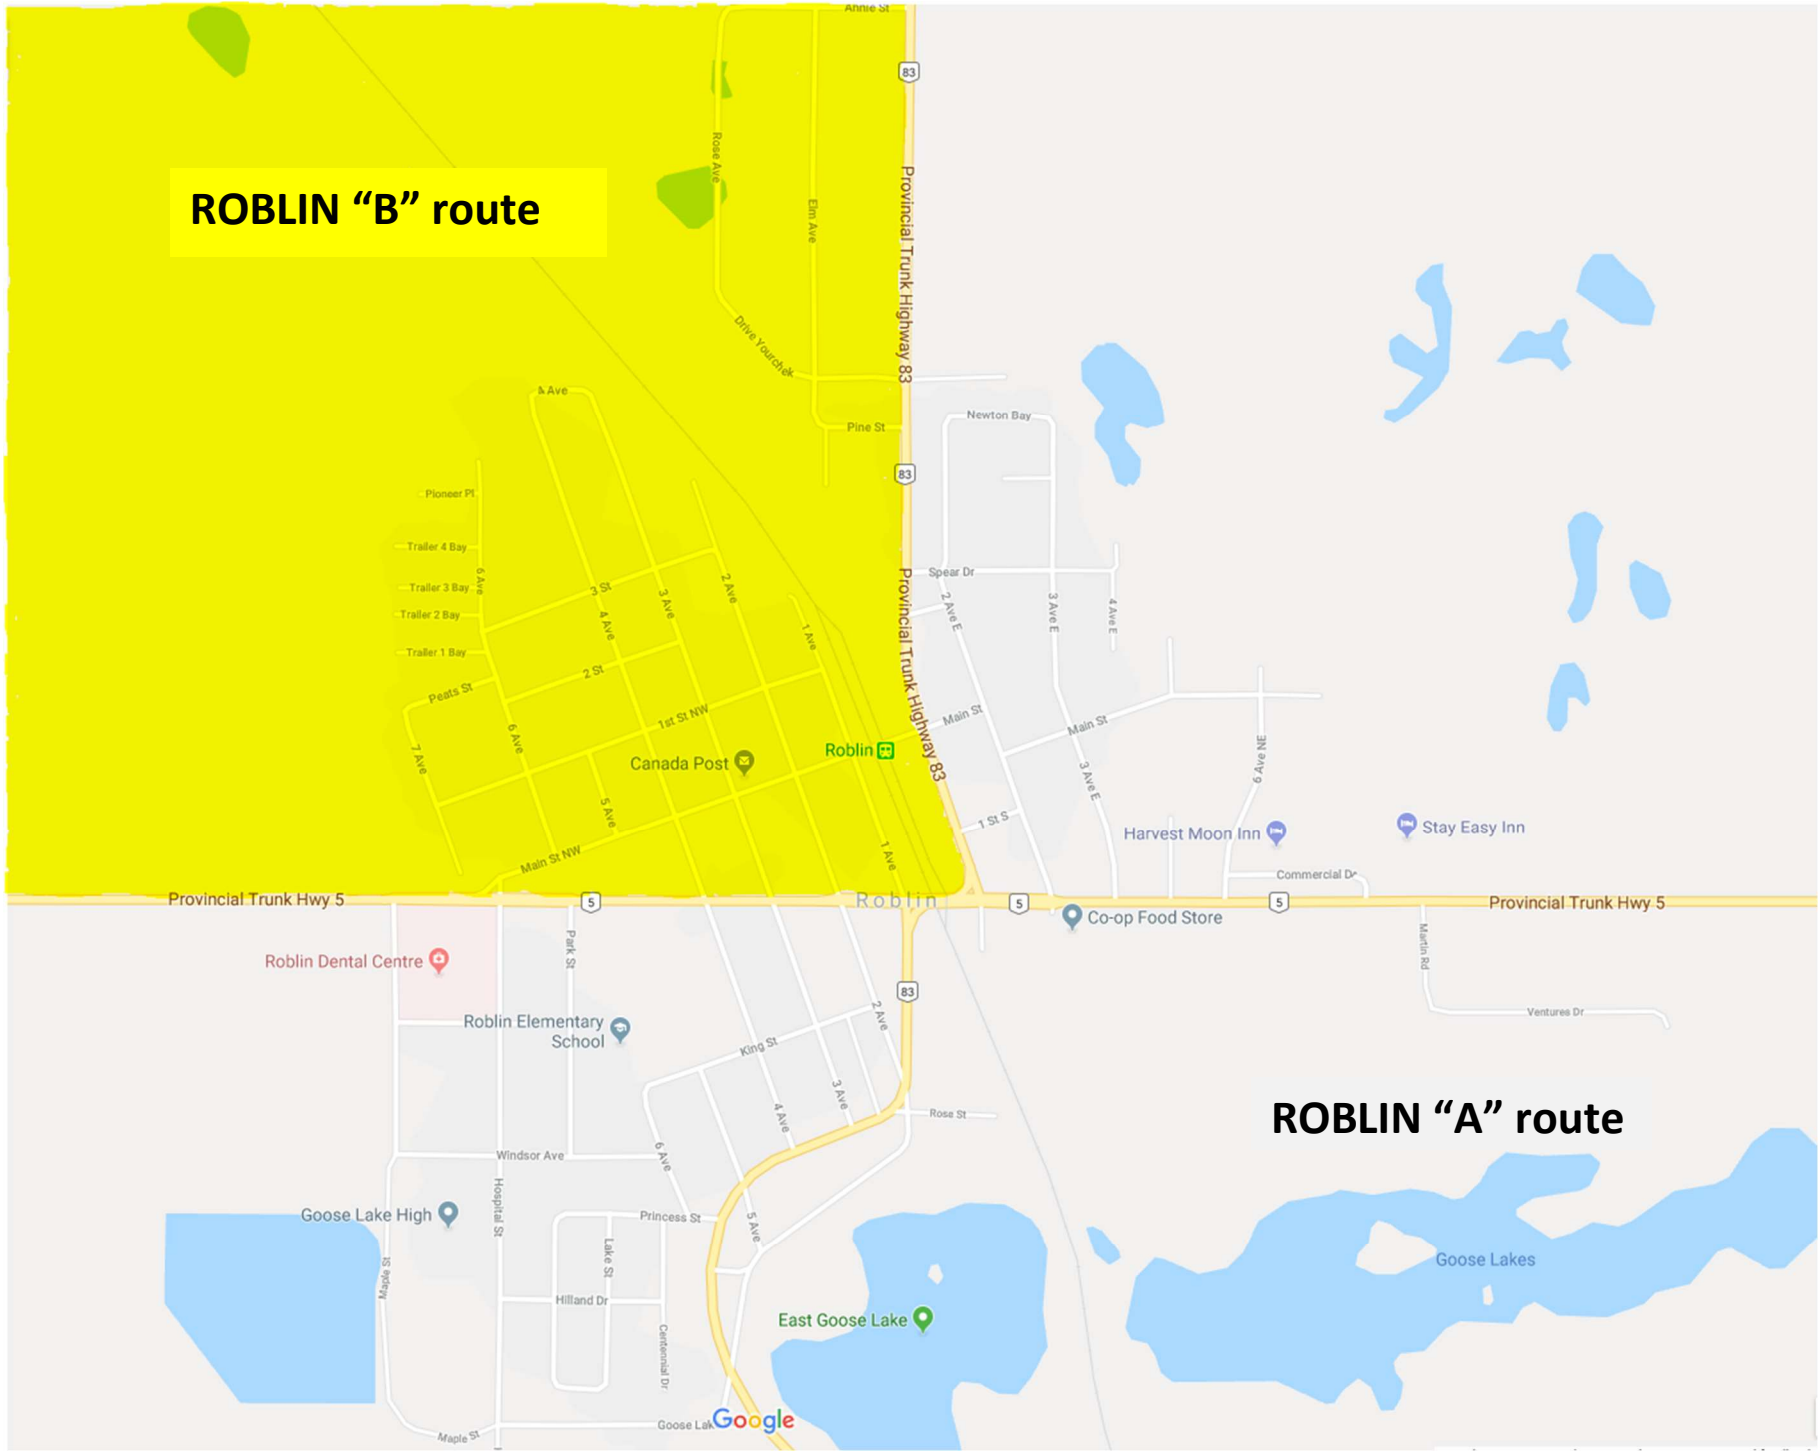 Annie St
83
ROBLIN “B” route
Rose Ave
Elm Ave
Provincial Trunk Highway 83
Drive Yourchek
4 Ave
Newton Bay
Pine St
83
Pioneer Pl
Trailer 4 Bay
6 Ave
Trailer 3 Bay
Trailer 2 Bay
Trailer 1 Bay
3 St
4 Ave
3 Ave
2 Ave
1 Ave
Spear Dr
2 Ave E
3 Ave E
4 Ave E
Provincial Trunk Highway 83
Peats St
2 St
1st St NW
Main St
Main St
7 Ave
6 Ave
Canada Post
Roblin
5 Ave
3 Ave E
6 Ave NE
1 St S
Harvest Moon Inn
Stay Easy Inn
Main St NW
1 Ave
Commercial Dr
Provincial Trunk Hwy 5
5
Roblin
5
5
Provincial Trunk Hwy 5
Co-op Food Store
Roblin Dental Centre
Park St
Martin Rd
83
Roblin Elementary
School
2 Ave
Ventures Dr
King St
3 Ave
4 Ave
Rose St
ROBLIN “A” route
Windsor Ave
6 Ave
Goose Lake High
Hospital St
Princess St
5 Ave
Lake St
Maple St
Goose Lakes
Hilland Dr
Centennial Dr
East Goose Lake
Goose Lak
Google
Maple St